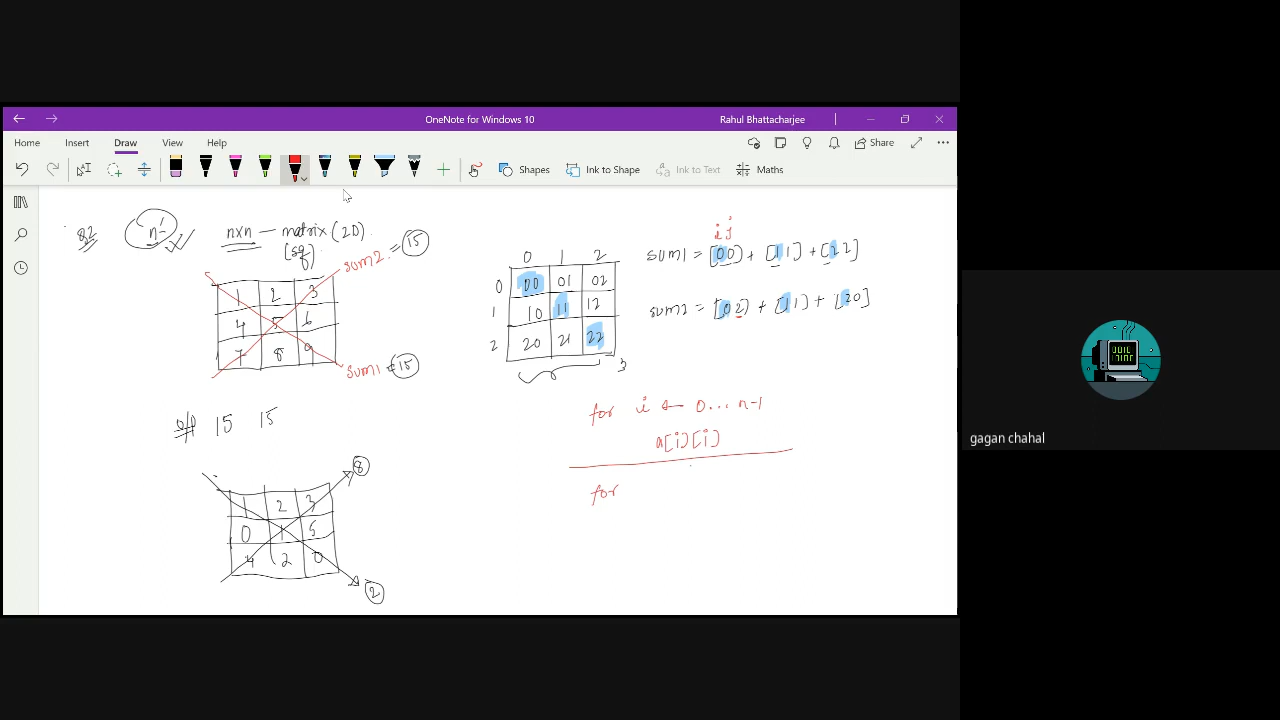 OneNote for Windows 10
Rahul Bhattacharjee
Home
Insert
Draw
View
Help
Share
Shapes
Ink to Shape
Ink to Text
Maths
Q2
n-
n×n - matrix (2D)
(sq
sum2 = 15
1 2 3
4 5 6
7 8 9
sum1 = 15
o/p 15 15
8
1 2 3
0 1 5
4 2 0
2
0 1 2
0 00 01 02
1 10 11 12
2 20 21 22
3
i j
sum1 = [00] + [11] + [22]
sum2 = [02] + [11] + [20]
for i ← 0... n-1
a[i][i]
for
gagan chahal